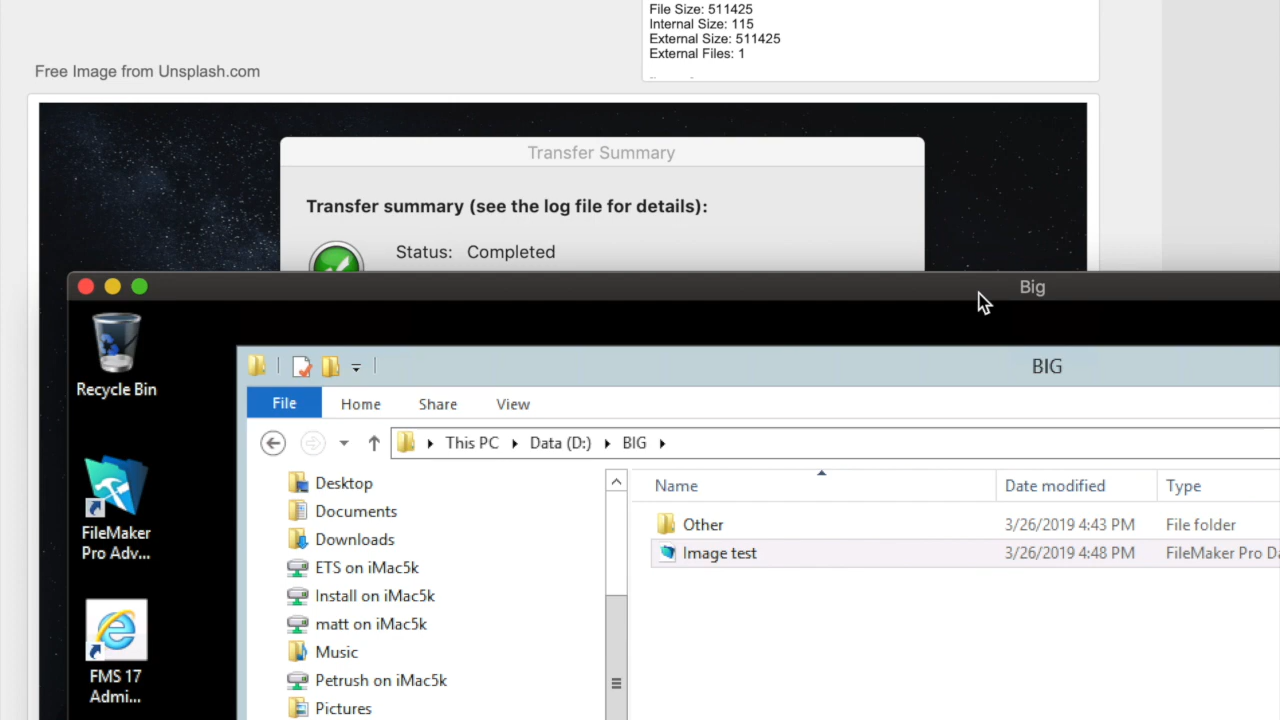 File Size: 511425
Internal Size: 115
External Size: 511425
External Files: 1
Free Image from Unsplash.com
Transfer Summary
Transfer summary (see the log file for details):
Status: Completed
Big
Recycle Bin
BIG
File Home Share View
This PC Data (D:) BIG
FileMaker
Pro Adv...
FMS 17
Admi...
Desktop
Documents
Downloads
ETS on iMac5k
Install on iMac5k
matt on iMac5k
Music
Petrush on iMac5k
Pictures
Name Date modified Type
Other 3/26/2019 4:43 PM File folder
Image test 3/26/2019 4:48 PM FileMaker Pro Da